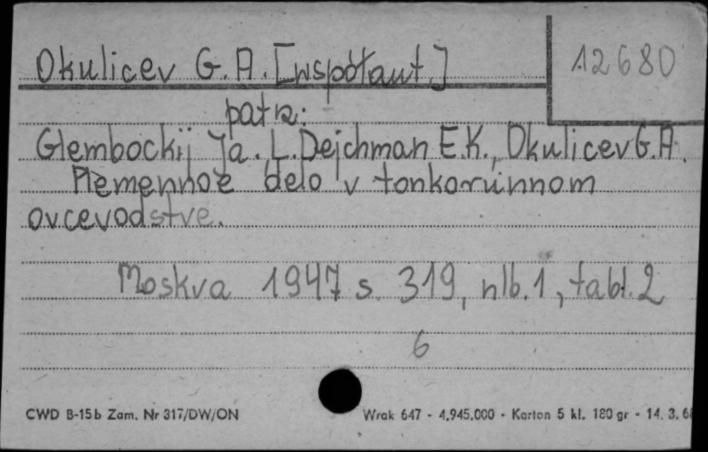 Okulicev G. A. [współaut.]
12680
patrz:
Glembockij Ja. L. Dejchman E.K., Okulicev G.A.
Plemennoe delo v tonkorunnom
ovcevodstve.
Moskva 1947 s. 319, nlb. 1, tabl. 2
6
CWD B-15b Zam. Nr 317/DW/ON
Wrak 647 - 4.945.000 - Karton 5 kl. 180 gr - 14. 3. 6